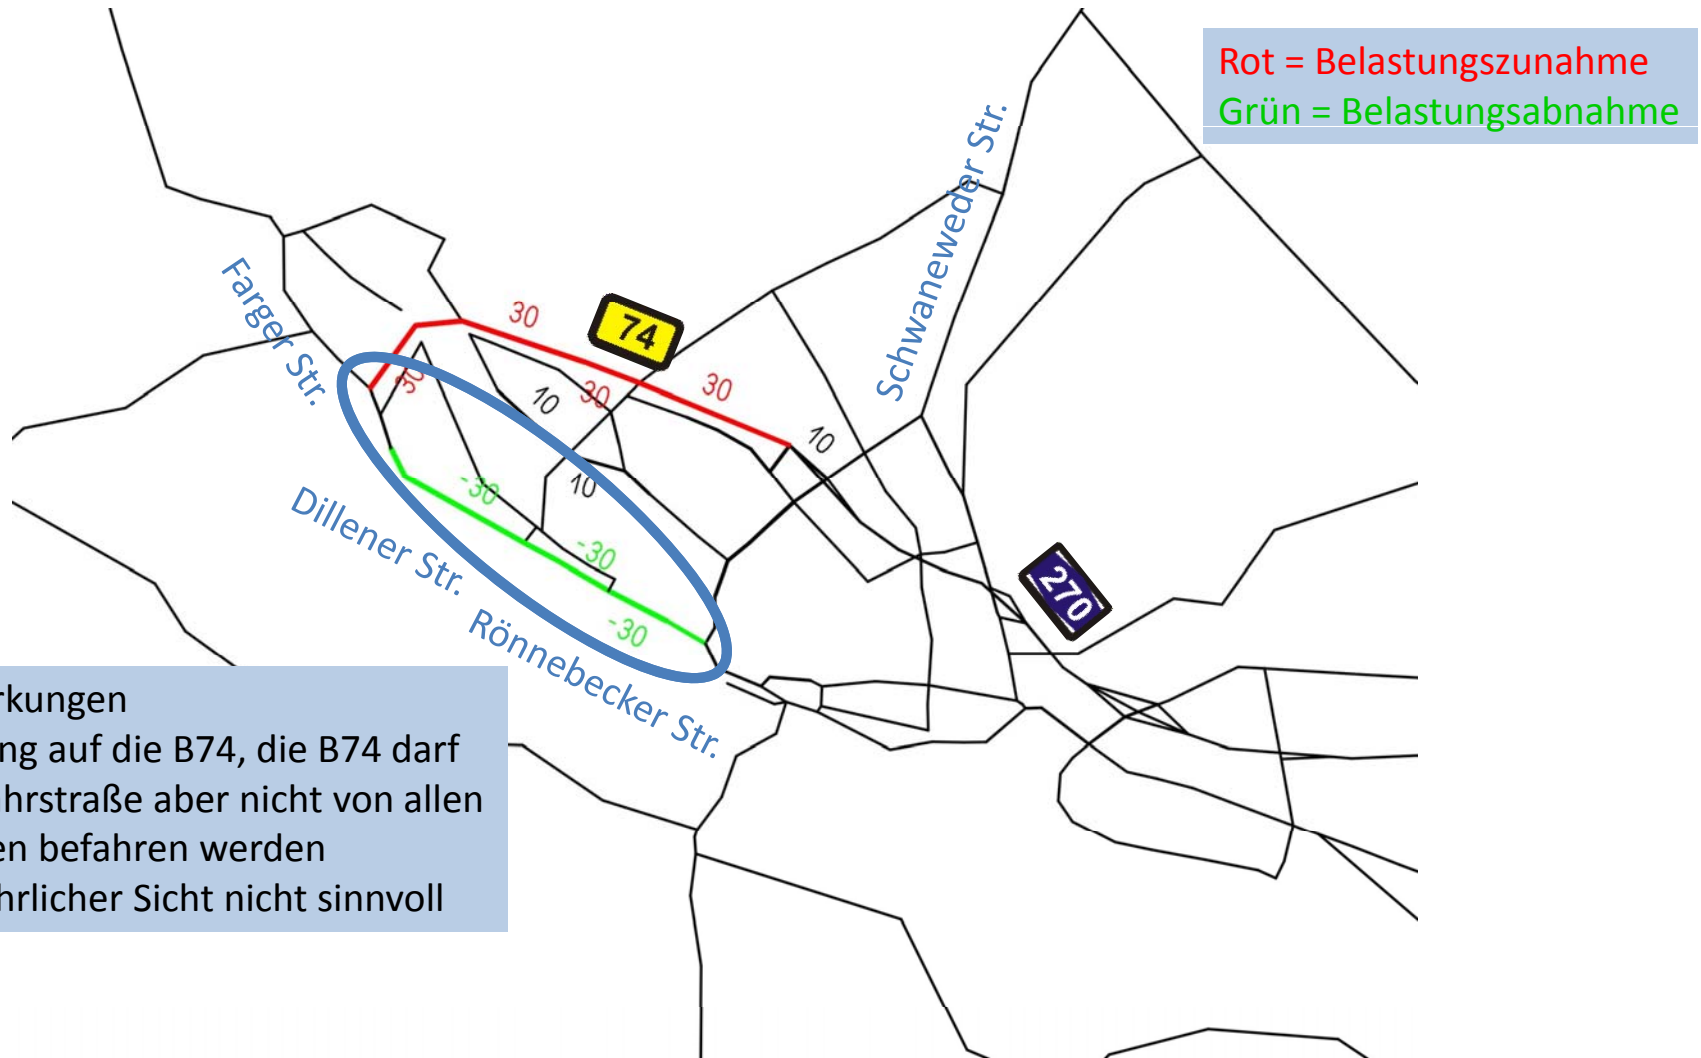 Rot = Belastungszunahme
Grün = Belastungsabnahme
Schwaneweder Str.
Farger Str.
30
74
30
30
30
10
10
10
-30
Dillener Str.
-30
270
-30
Rönnebecker Str.
rkungen
ng auf die B74, die B74 darf
hrstraße aber nicht von allen
en befahren werden
hrlicher Sicht nicht sinnvoll